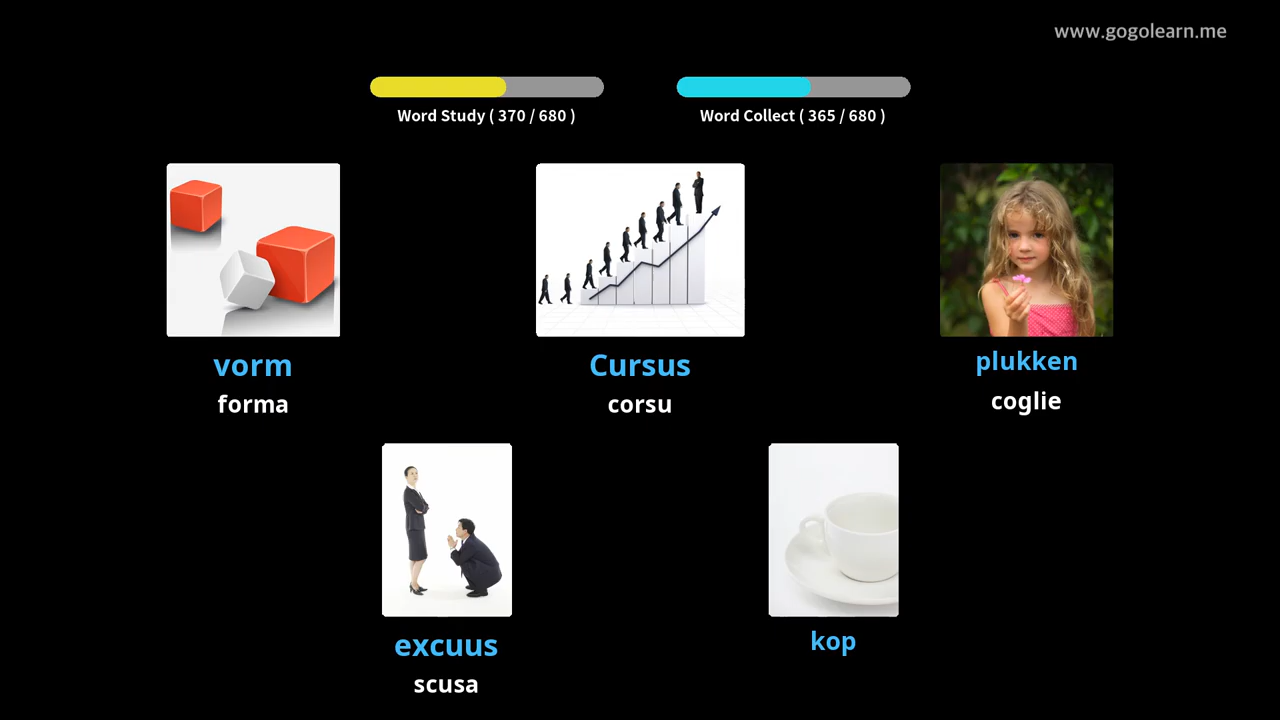 www.gogolearn.me
Word Study ( 370 / 680 )
Word Collect ( 365 / 680 )
vorm
forma
Cursus
corsu
plukken
coglie
excuus
scusa
kop